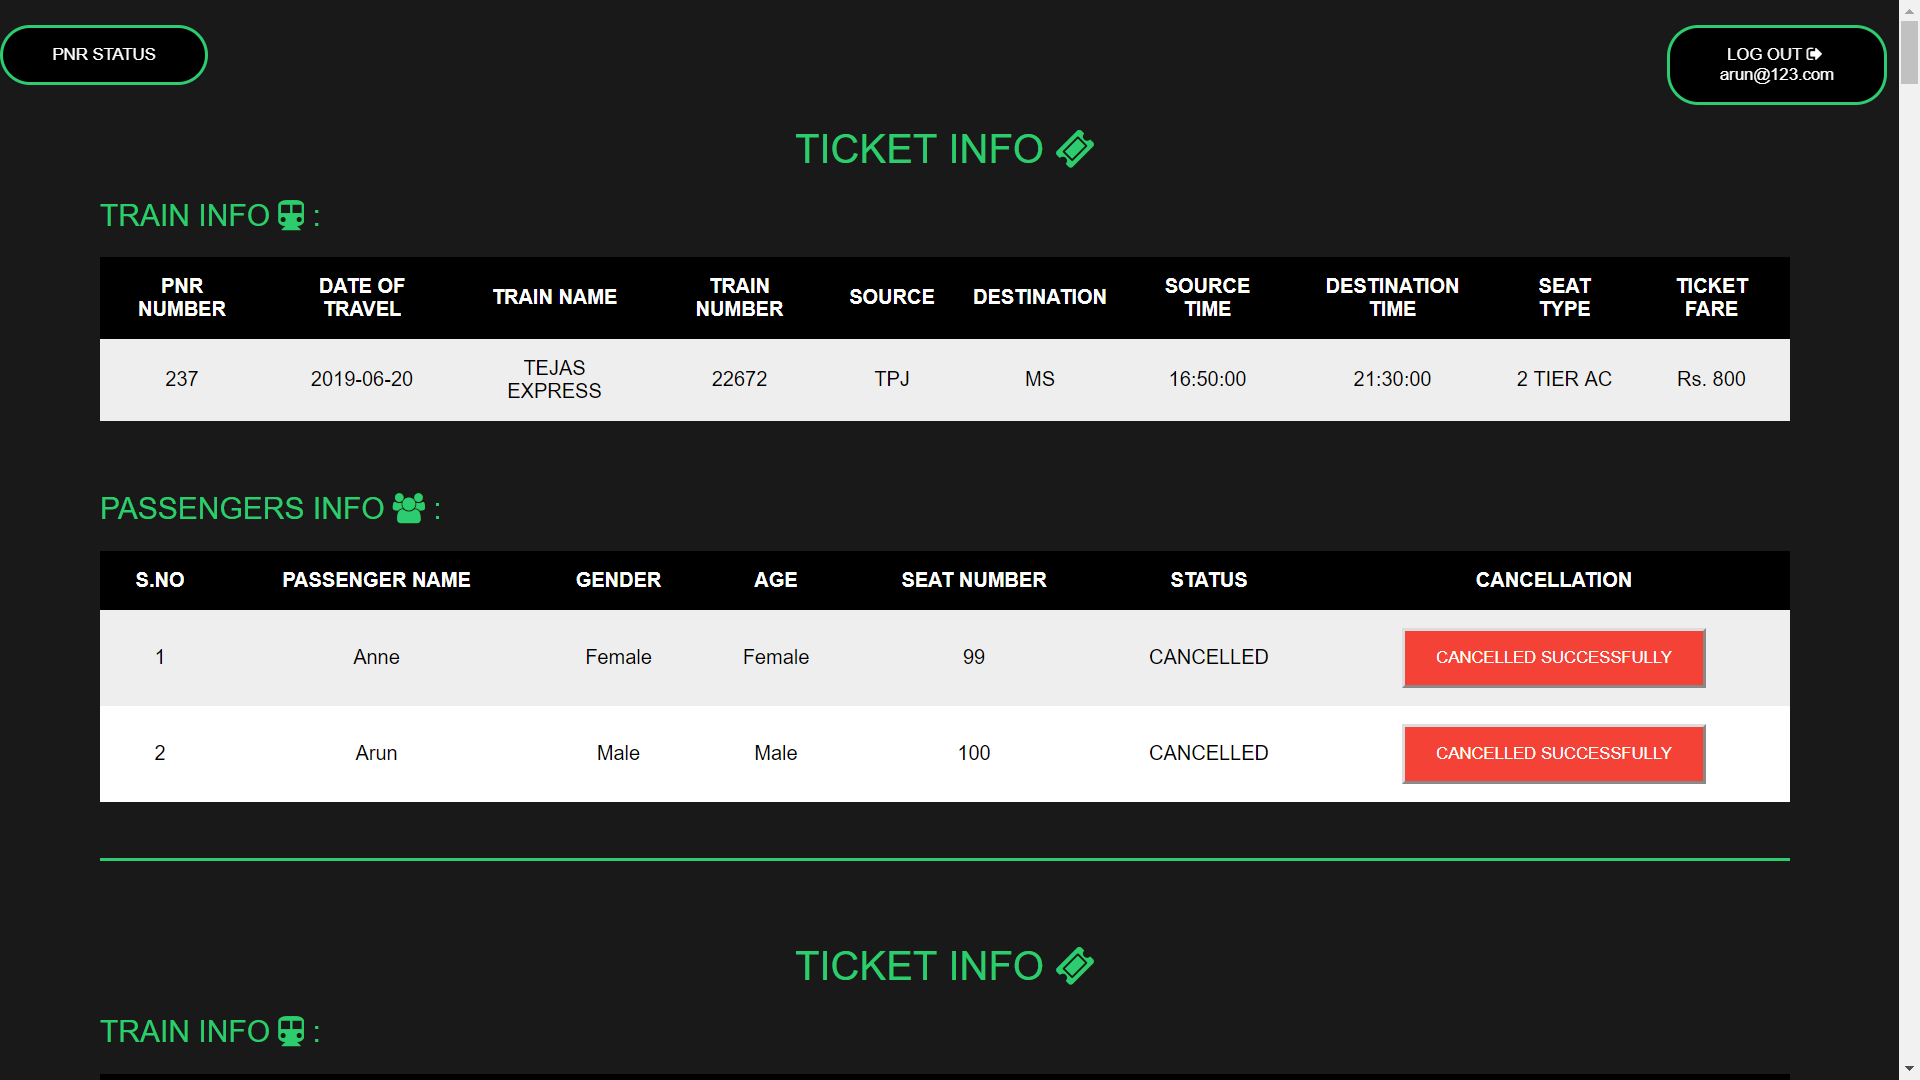 PNR STATUS
LOG OUT
arun@123.com
TICKET INFO
TRAIN INFO :
PNR NUMBER DATE OF TRAVEL TRAIN NAME TRAIN NUMBER SOURCE DESTINATION SOURCE TIME DESTINATION TIME SEAT TYPE TICKET FARE
237 2019-06-20 TEJAS EXPRESS 22672 TPJ MS 16:50:00 21:30:00 2 TIER AC Rs. 800
PASSENGERS INFO :
S.NO PASSENGER NAME GENDER AGE SEAT NUMBER STATUS CANCELLATION
1 Anne Female Female 99 CANCELLED CANCELLED SUCCESSFULLY
2 Arun Male Male 100 CANCELLED CANCELLED SUCCESSFULLY
TICKET INFO
TRAIN INFO :